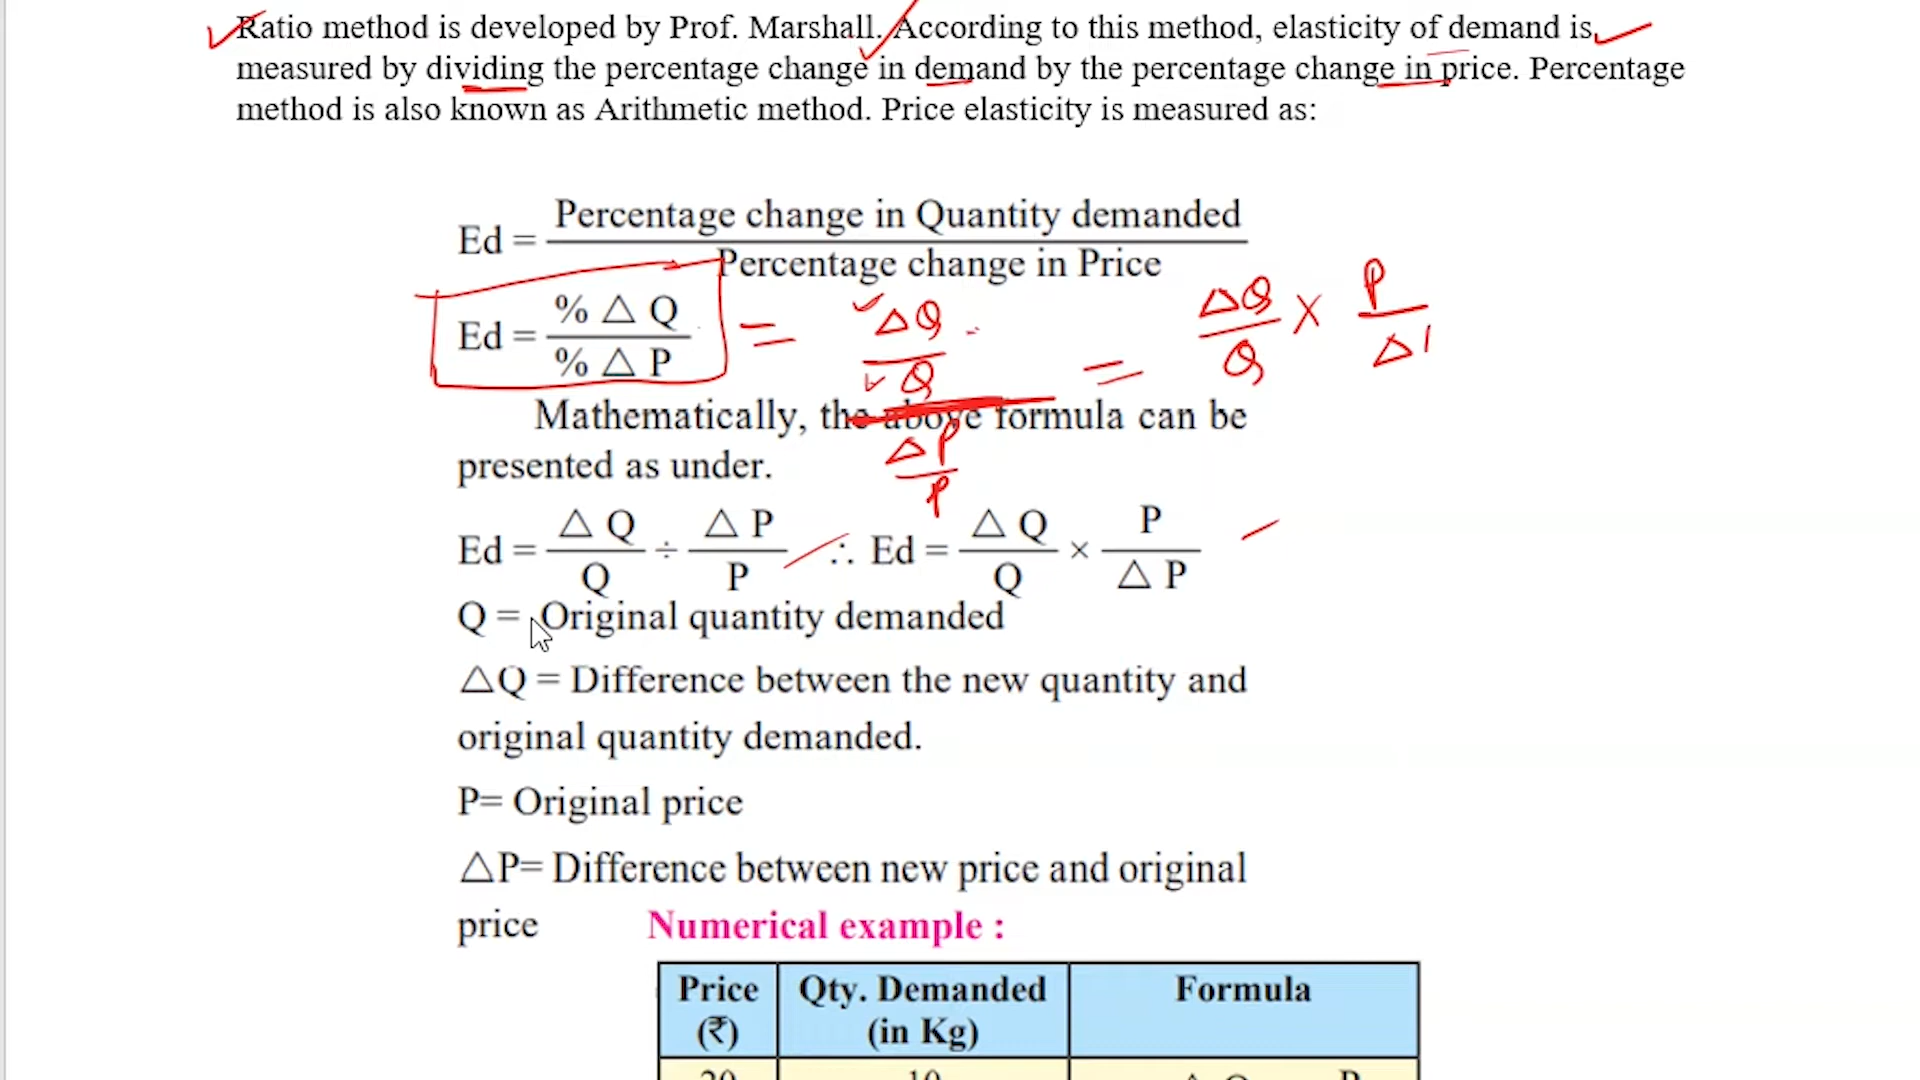 Ratio method is developed by Prof. Marshall. According to this method, elasticity of demand is
measured by dividing the percentage change in demand by the percentage change in price. Percentage
method is also known as Arithmetic method. Price elasticity is measured as:
Ed = Percentage change in Quantity demanded / Percentage change in Price
Ed = % △ Q / % △ P = △Q / Q / △P / P = △Q / Q × P / △
Mathematically, the above formula can be
presented as under.
Ed = △ Q / Q ÷ △ P / P ∴ Ed = △ Q / Q × P / △ P
Q = Original quantity demanded
△Q = Difference between the new quantity and
original quantity demanded.
P= Original price
△P= Difference between new price and original
price
Numerical example :
Price (₹) Qty. Demanded (in Kg) Formula